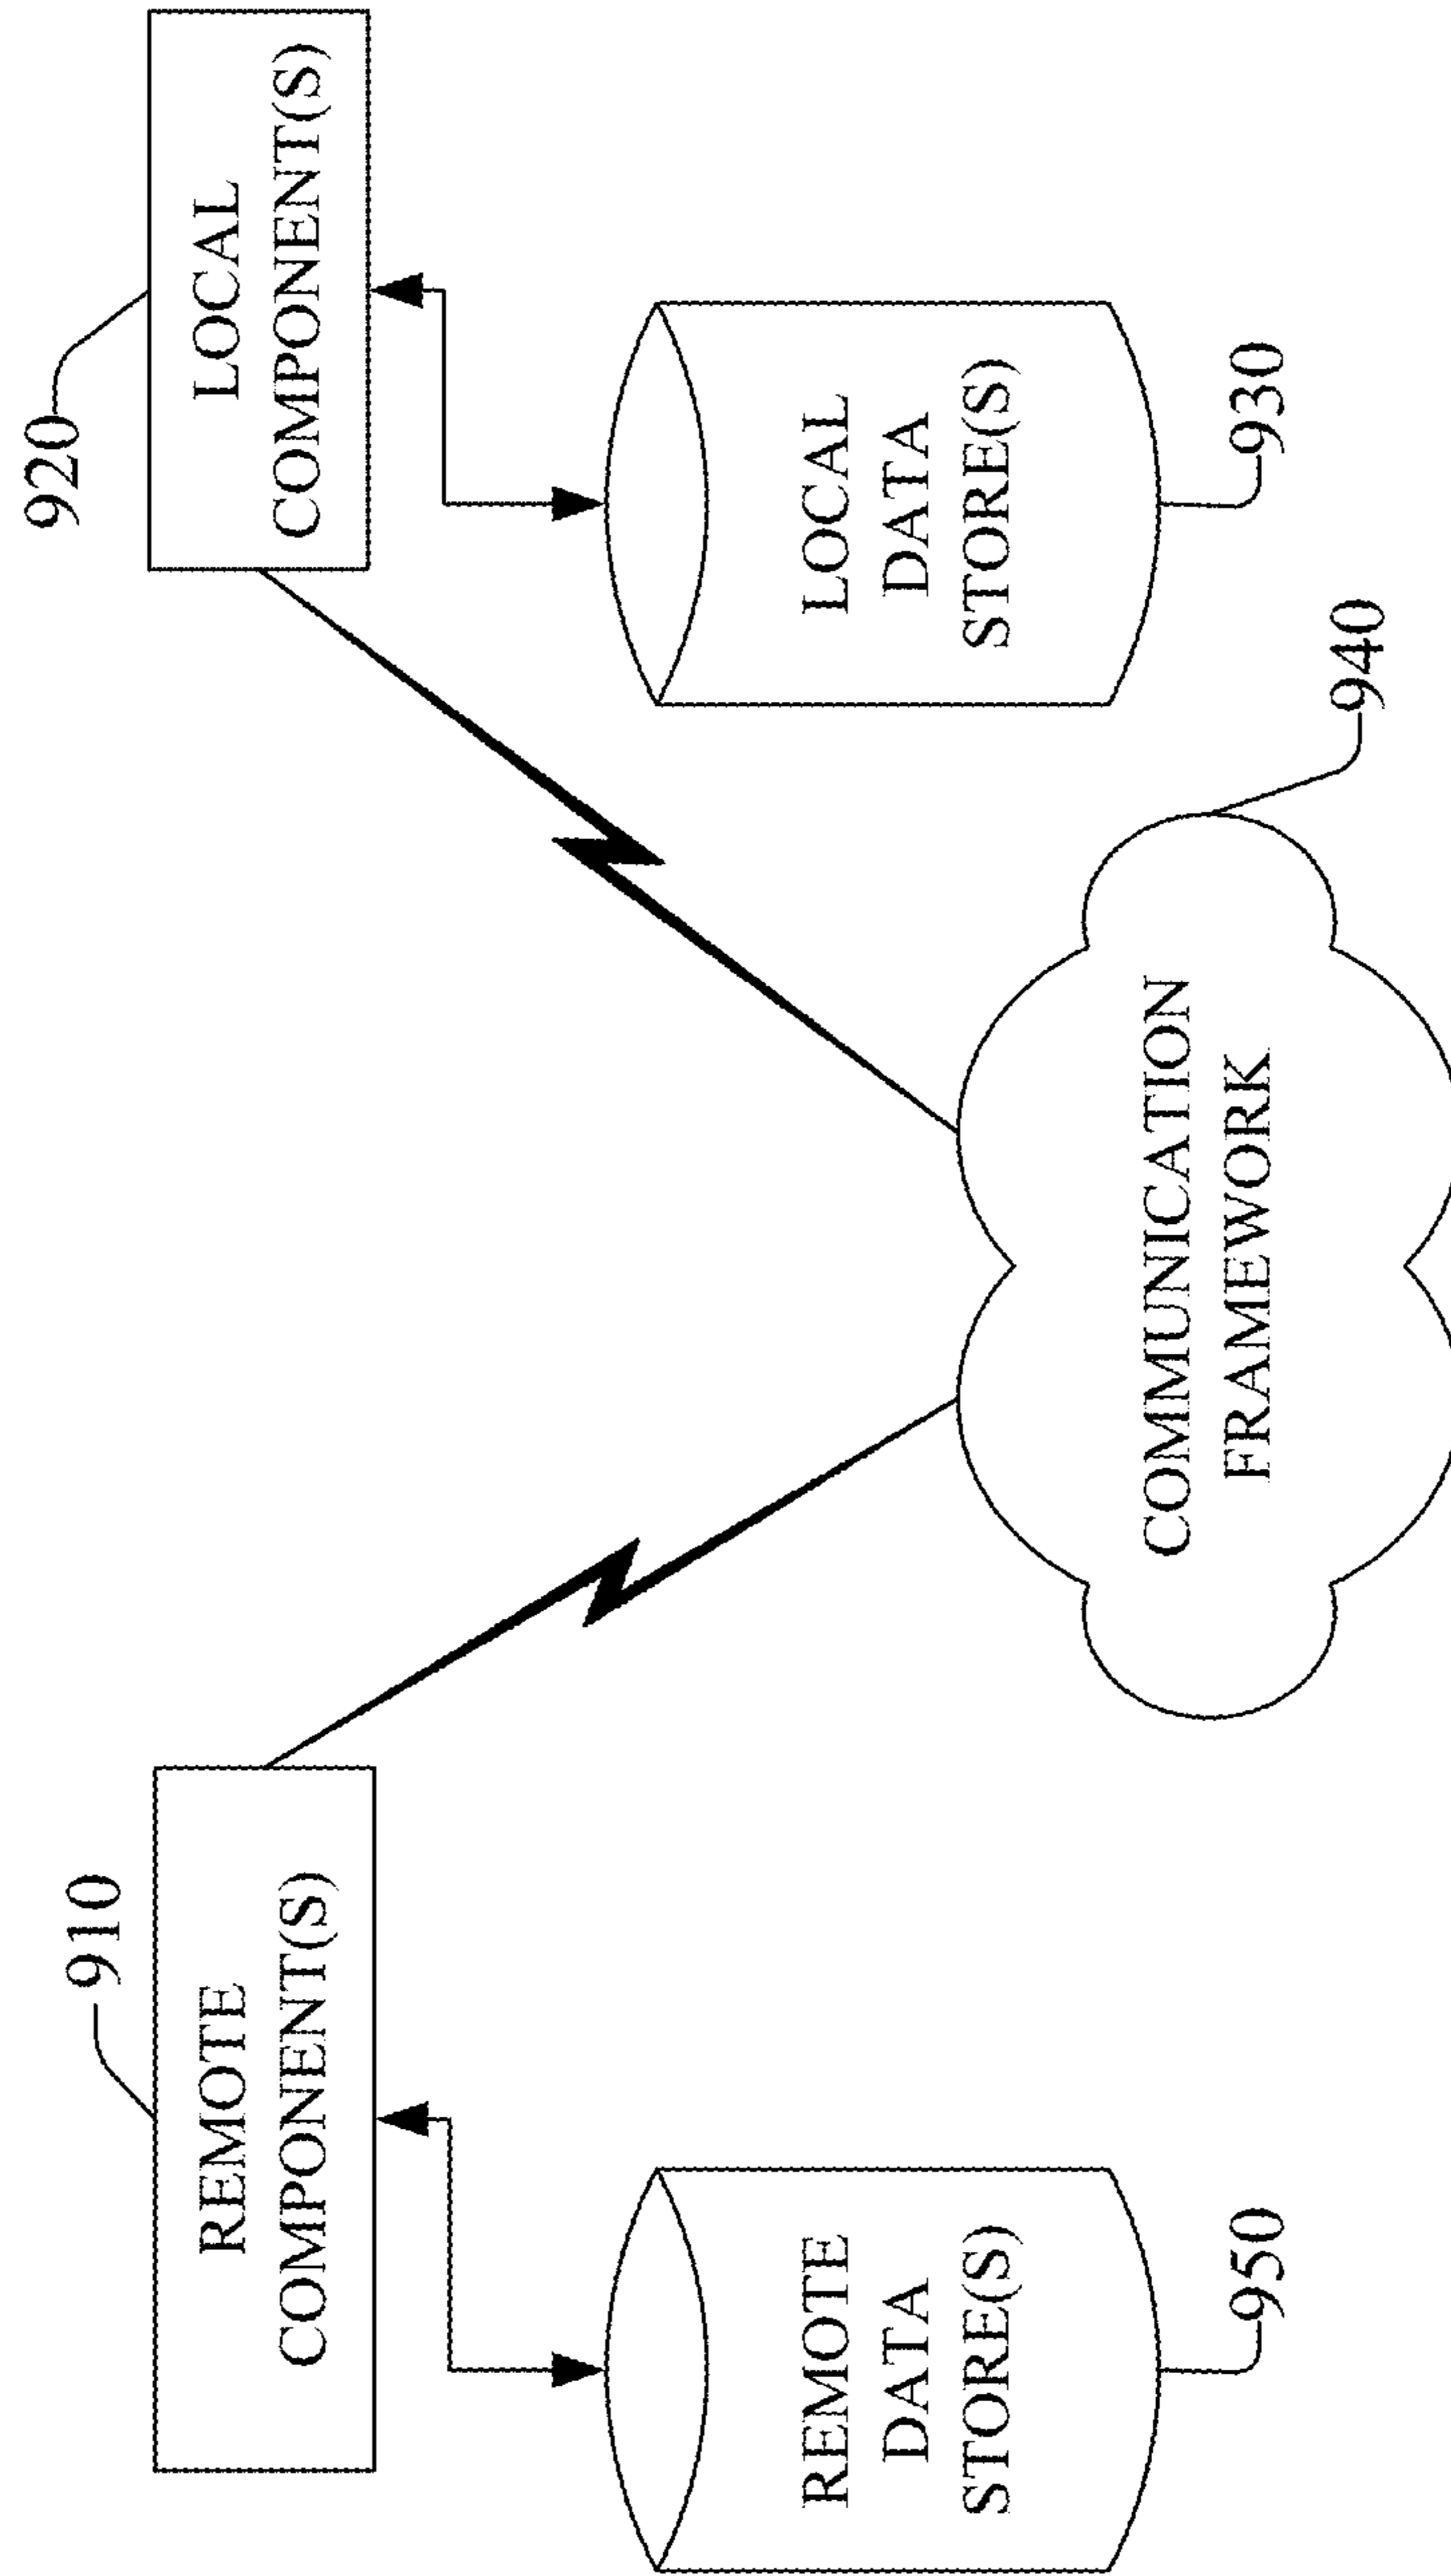 910
REMOTE
COMPONENT(S)
920
LOCAL
COMPONENT(S)
REMOTE
DATA
STORE(S)
950
COMMUNICATION
FRAMEWORK
940
LOCAL
DATA
STORE(S)
930